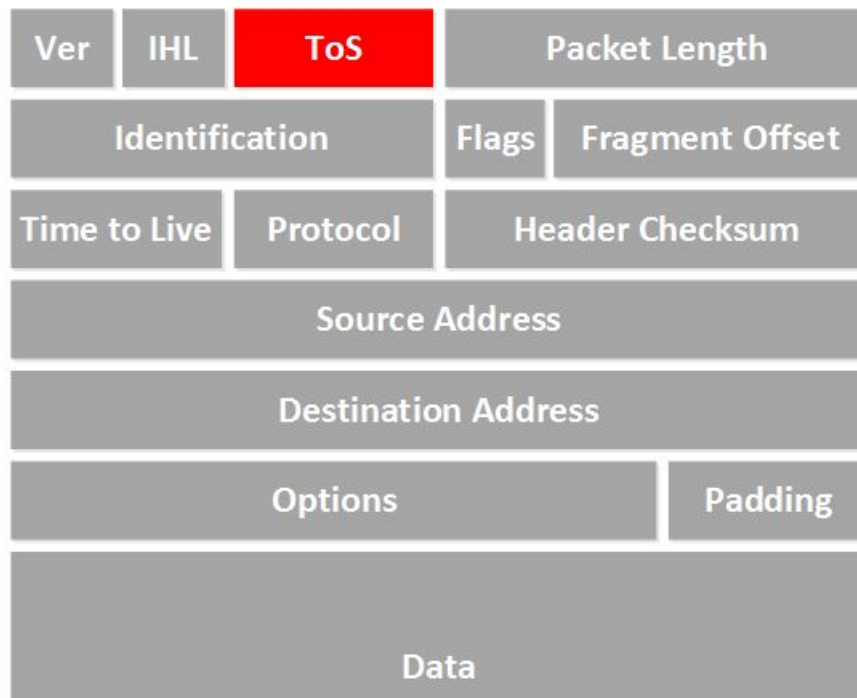 Ver IHL ToS Packet Length
Identification Flags Fragment Offset
Time to Live Protocol Header Checksum
Source Address
Destination Address
Options Padding
Data